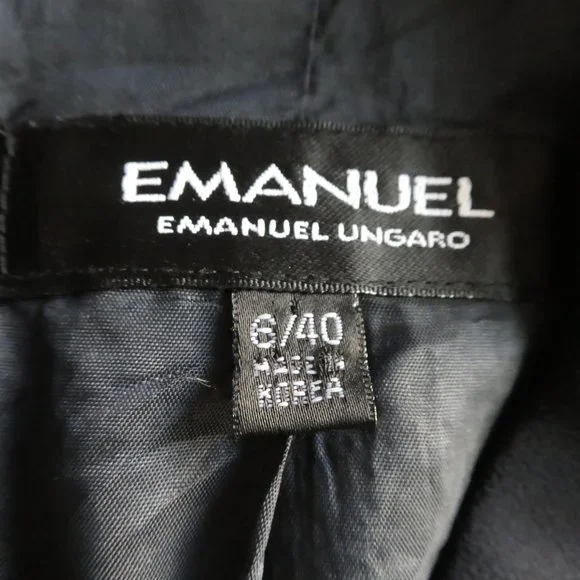 EMANUEL
EMANUEL UNGARO
6/40
MADE IN
KOREA